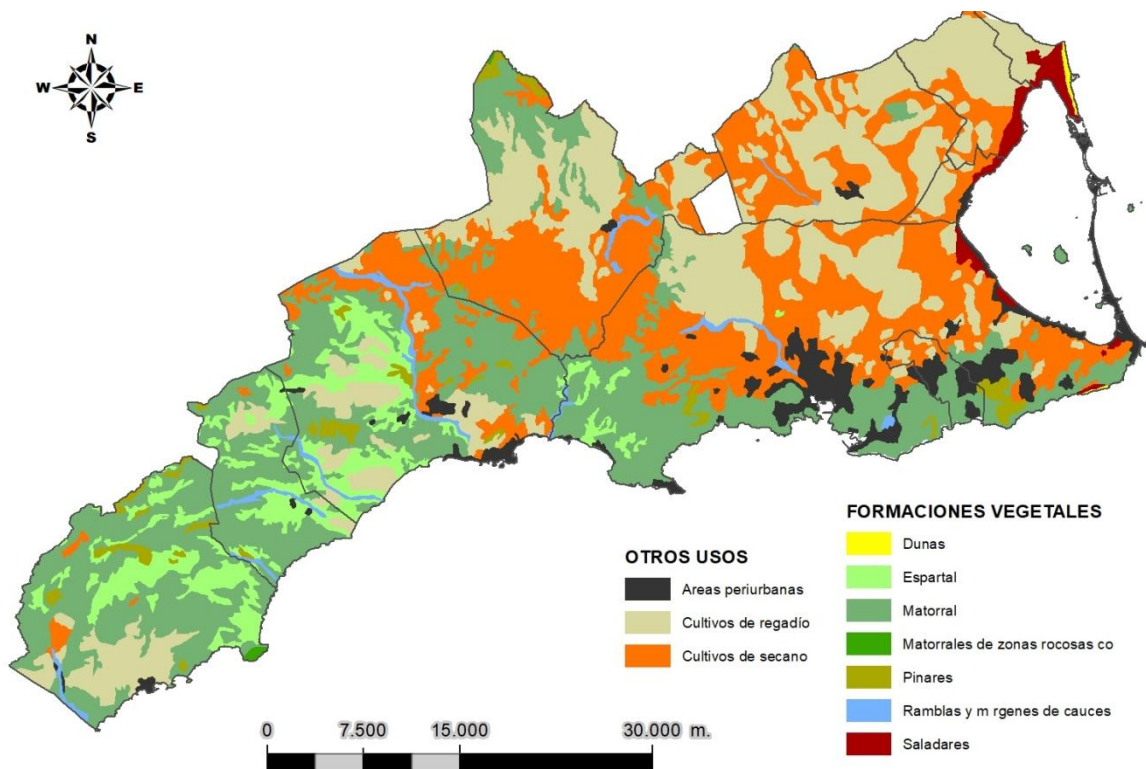 N
W E
S
OTROS USOS
Areas periurbanas
Cultivos de regadío
Cultivos de secano
FORMACIONES VEGETALES
Dunas
Espartal
Matorral
Matorrales de zonas rocosas co
Pinares
Ramblas y m rgenes de cauces
Saladares
0 7.500 15.000 30.000 m.